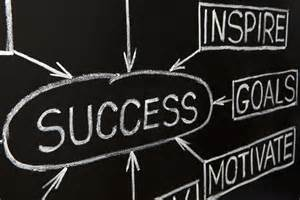 INSPIRE
GOALS
SUCCESS
MOTIVATE